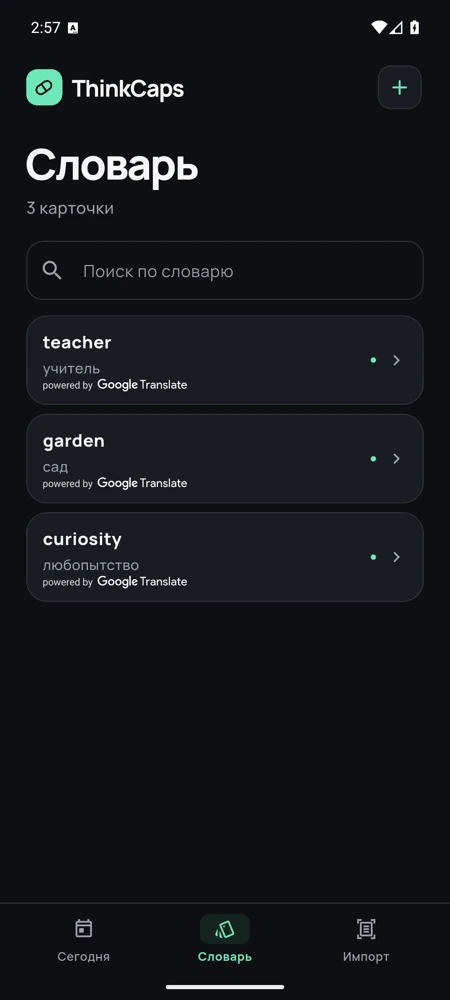 2:57 A
ThinkCaps
Словарь
3 карточки
Поиск по словарю
teacher
учитель
powered by Google Translate
garden
сад
powered by Google Translate
curiosity
любопытство
powered by Google Translate
Сегодня Словарь Импорт